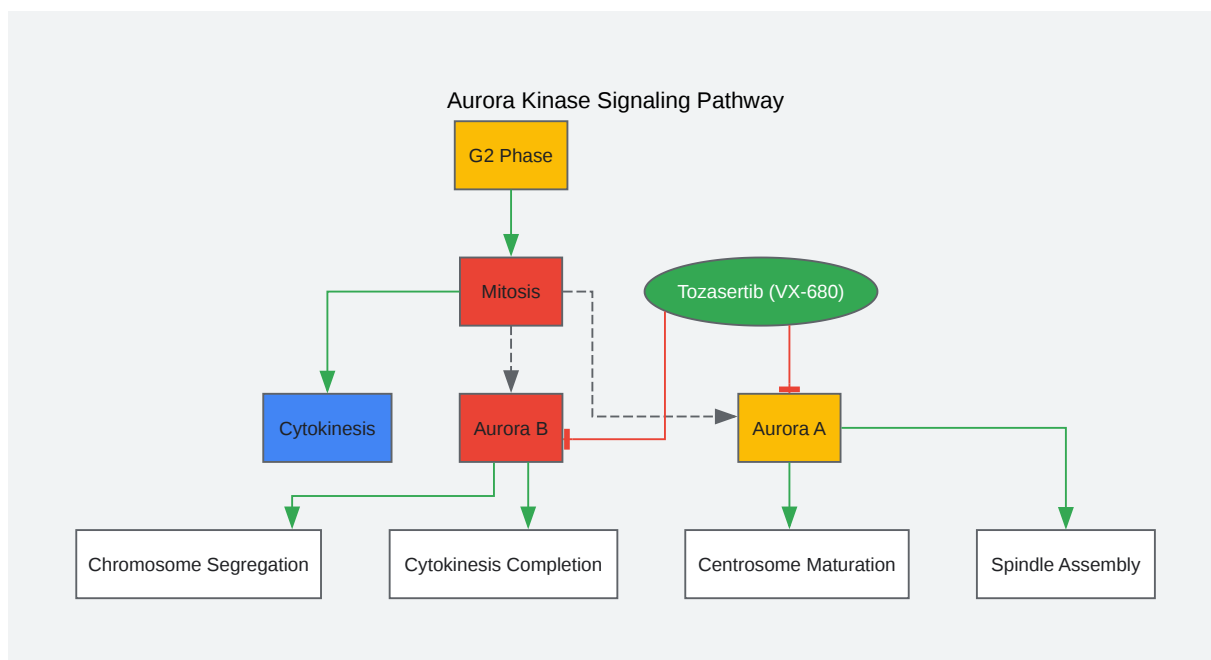 Aurora Kinase Signaling Pathway
G2 Phase
Mitosis
Tozasertib (VX-680)
Cytokinesis
Aurora B
Aurora A
Chromosome Segregation
Cytokinesis Completion
Centrosome Maturation
Spindle Assembly